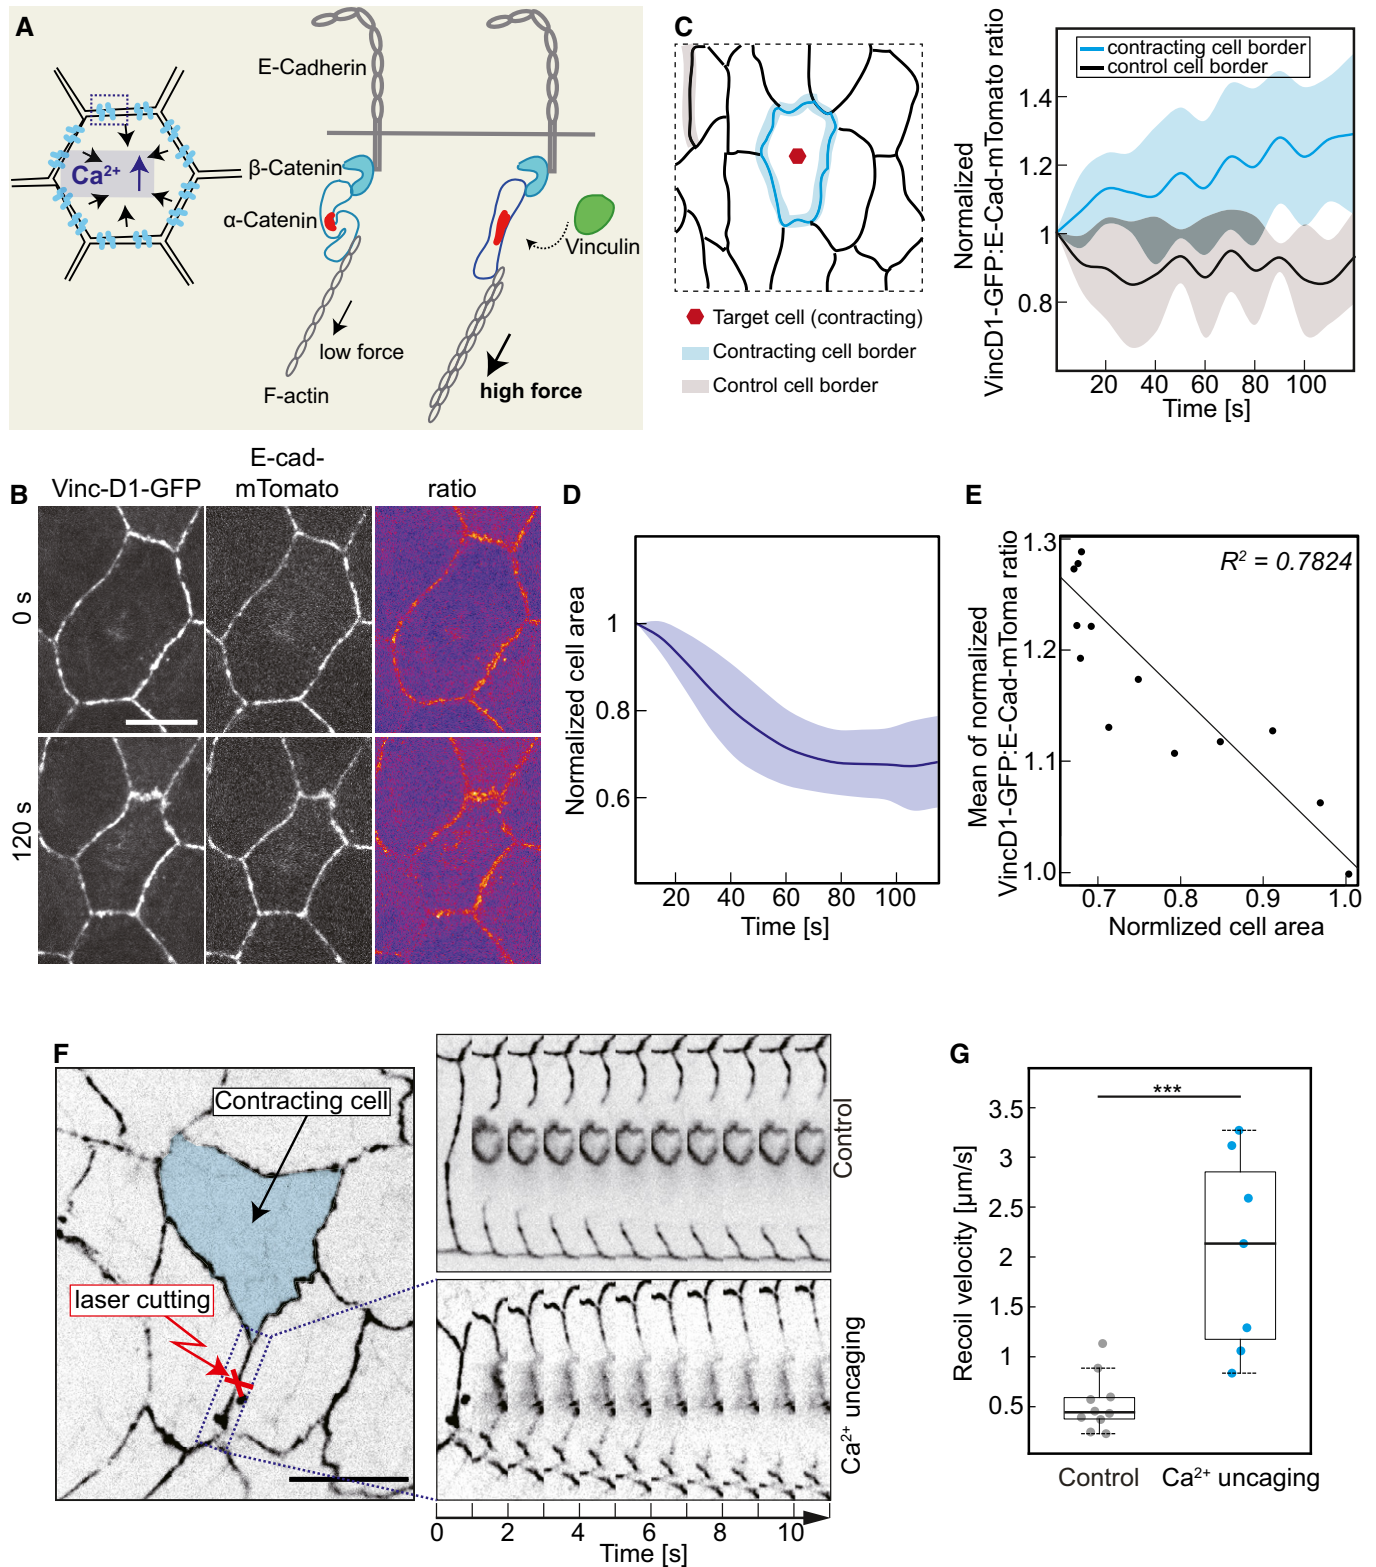 A
E-Cadherin
β-Catenin
α-Catenin
Ca²⁺
Vinculin
low force
high force
F-actin
C
Target cell (contracting)
Contracting cell border
Control cell border
Normalized
VincD1-GFP:E-Cad-mTomato ratio
contracting cell border
control cell border
1.4
1.2
1
0.8
20 40 60 80 100
Time [s]
B
Vinc-D1-GFP
E-cad-
mTomato
ratio
0 s
120 s
D
Normalized cell area
1
0.8
0.6
20 40 60 80 100
Time [s]
E
Mean of normalized
VincD1-GFP:E-Cad-mToma ratio
R² = 0.7824
1.3
1.2
1.1
1.0
0.7 0.8 0.9 1.0
Normlized cell area
F
Contracting cell
laser cutting
Control
Ca²⁺ uncaging
0 2 4 6 8 10
Time [s]
G
Recoil velocity [µm/s]
***
3.5
3
2.5
2
1.5
1
0.5
Control Ca²⁺ uncaging